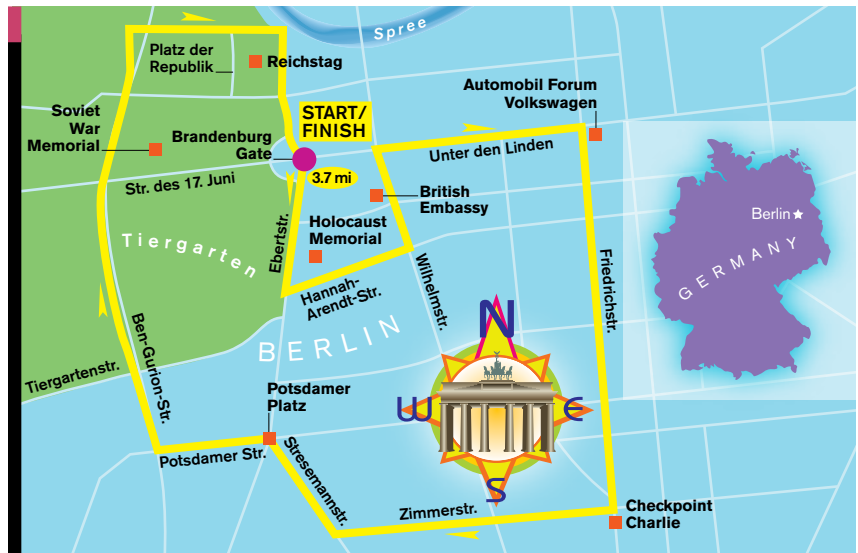 Spree
Platz der
Republik
Reichstag
Automobil Forum
Volkswagen
Soviet
War
Memorial
START/
FINISH
Brandenburg
Gate
Unter den Linden
3.7 mi
Str. des 17. Juni
British
Embassy
Holocaust
Memorial
Ebertstr.
Tiergarten
Berlin
GERMANY
Wilhelmstr.
Friedrichstr.
Hannah-
Arendt-Str.
BERLIN
N
Ben-Gurion-Str.
Tiergartenstr.
Potsdamer
Platz
W
E
Potsdamer Str.
Stresemannstr.
S
Zimmerstr.
Checkpoint
Charlie